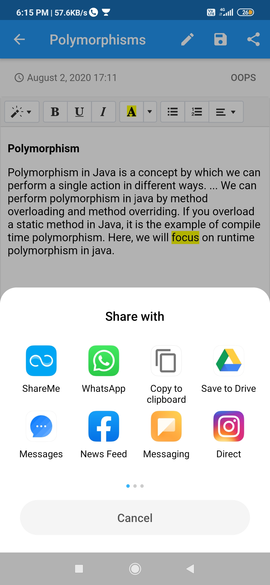 6:15 PM | 57.6KB/s
Polymorphisms
August 2, 2020 17:11
OOPS
B U I A
Polymorphism
Polymorphism in Java is a concept by which we can
perform a single action in different ways. ... We can
perform polymorphism in java by method
overloading and method overriding. If you overload
a static method in Java, it is the example of compile
time polymorphism. Here, we will focus on runtime
polymorphism in java.
Share with
ShareMe
WhatsApp
Copy to
clipboard
Save to Drive
Messages
News Feed
Messaging
Direct
Cancel